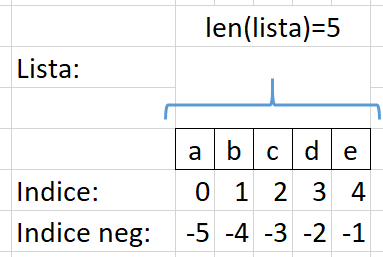 len(lista)=5
Lista:
a b c d e
Indice: 0 1 2 3 4
Indice neg: -5 -4 -3 -2 -1